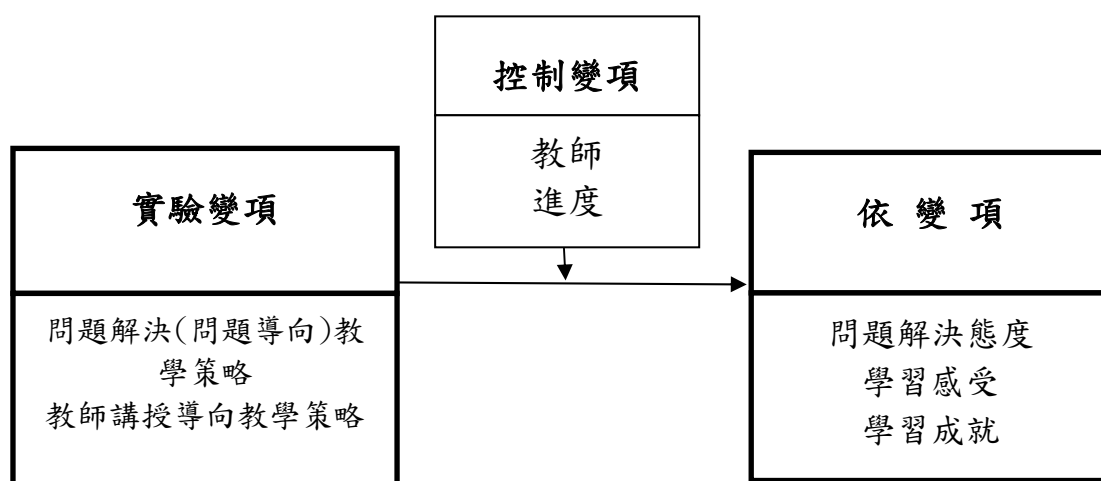 控制變項
教師
進度
實驗變項
問題解決(問題導向)教
學策略
教師講授導向教學策略
依 變 項
問題解決態度
學習感受
學習成就